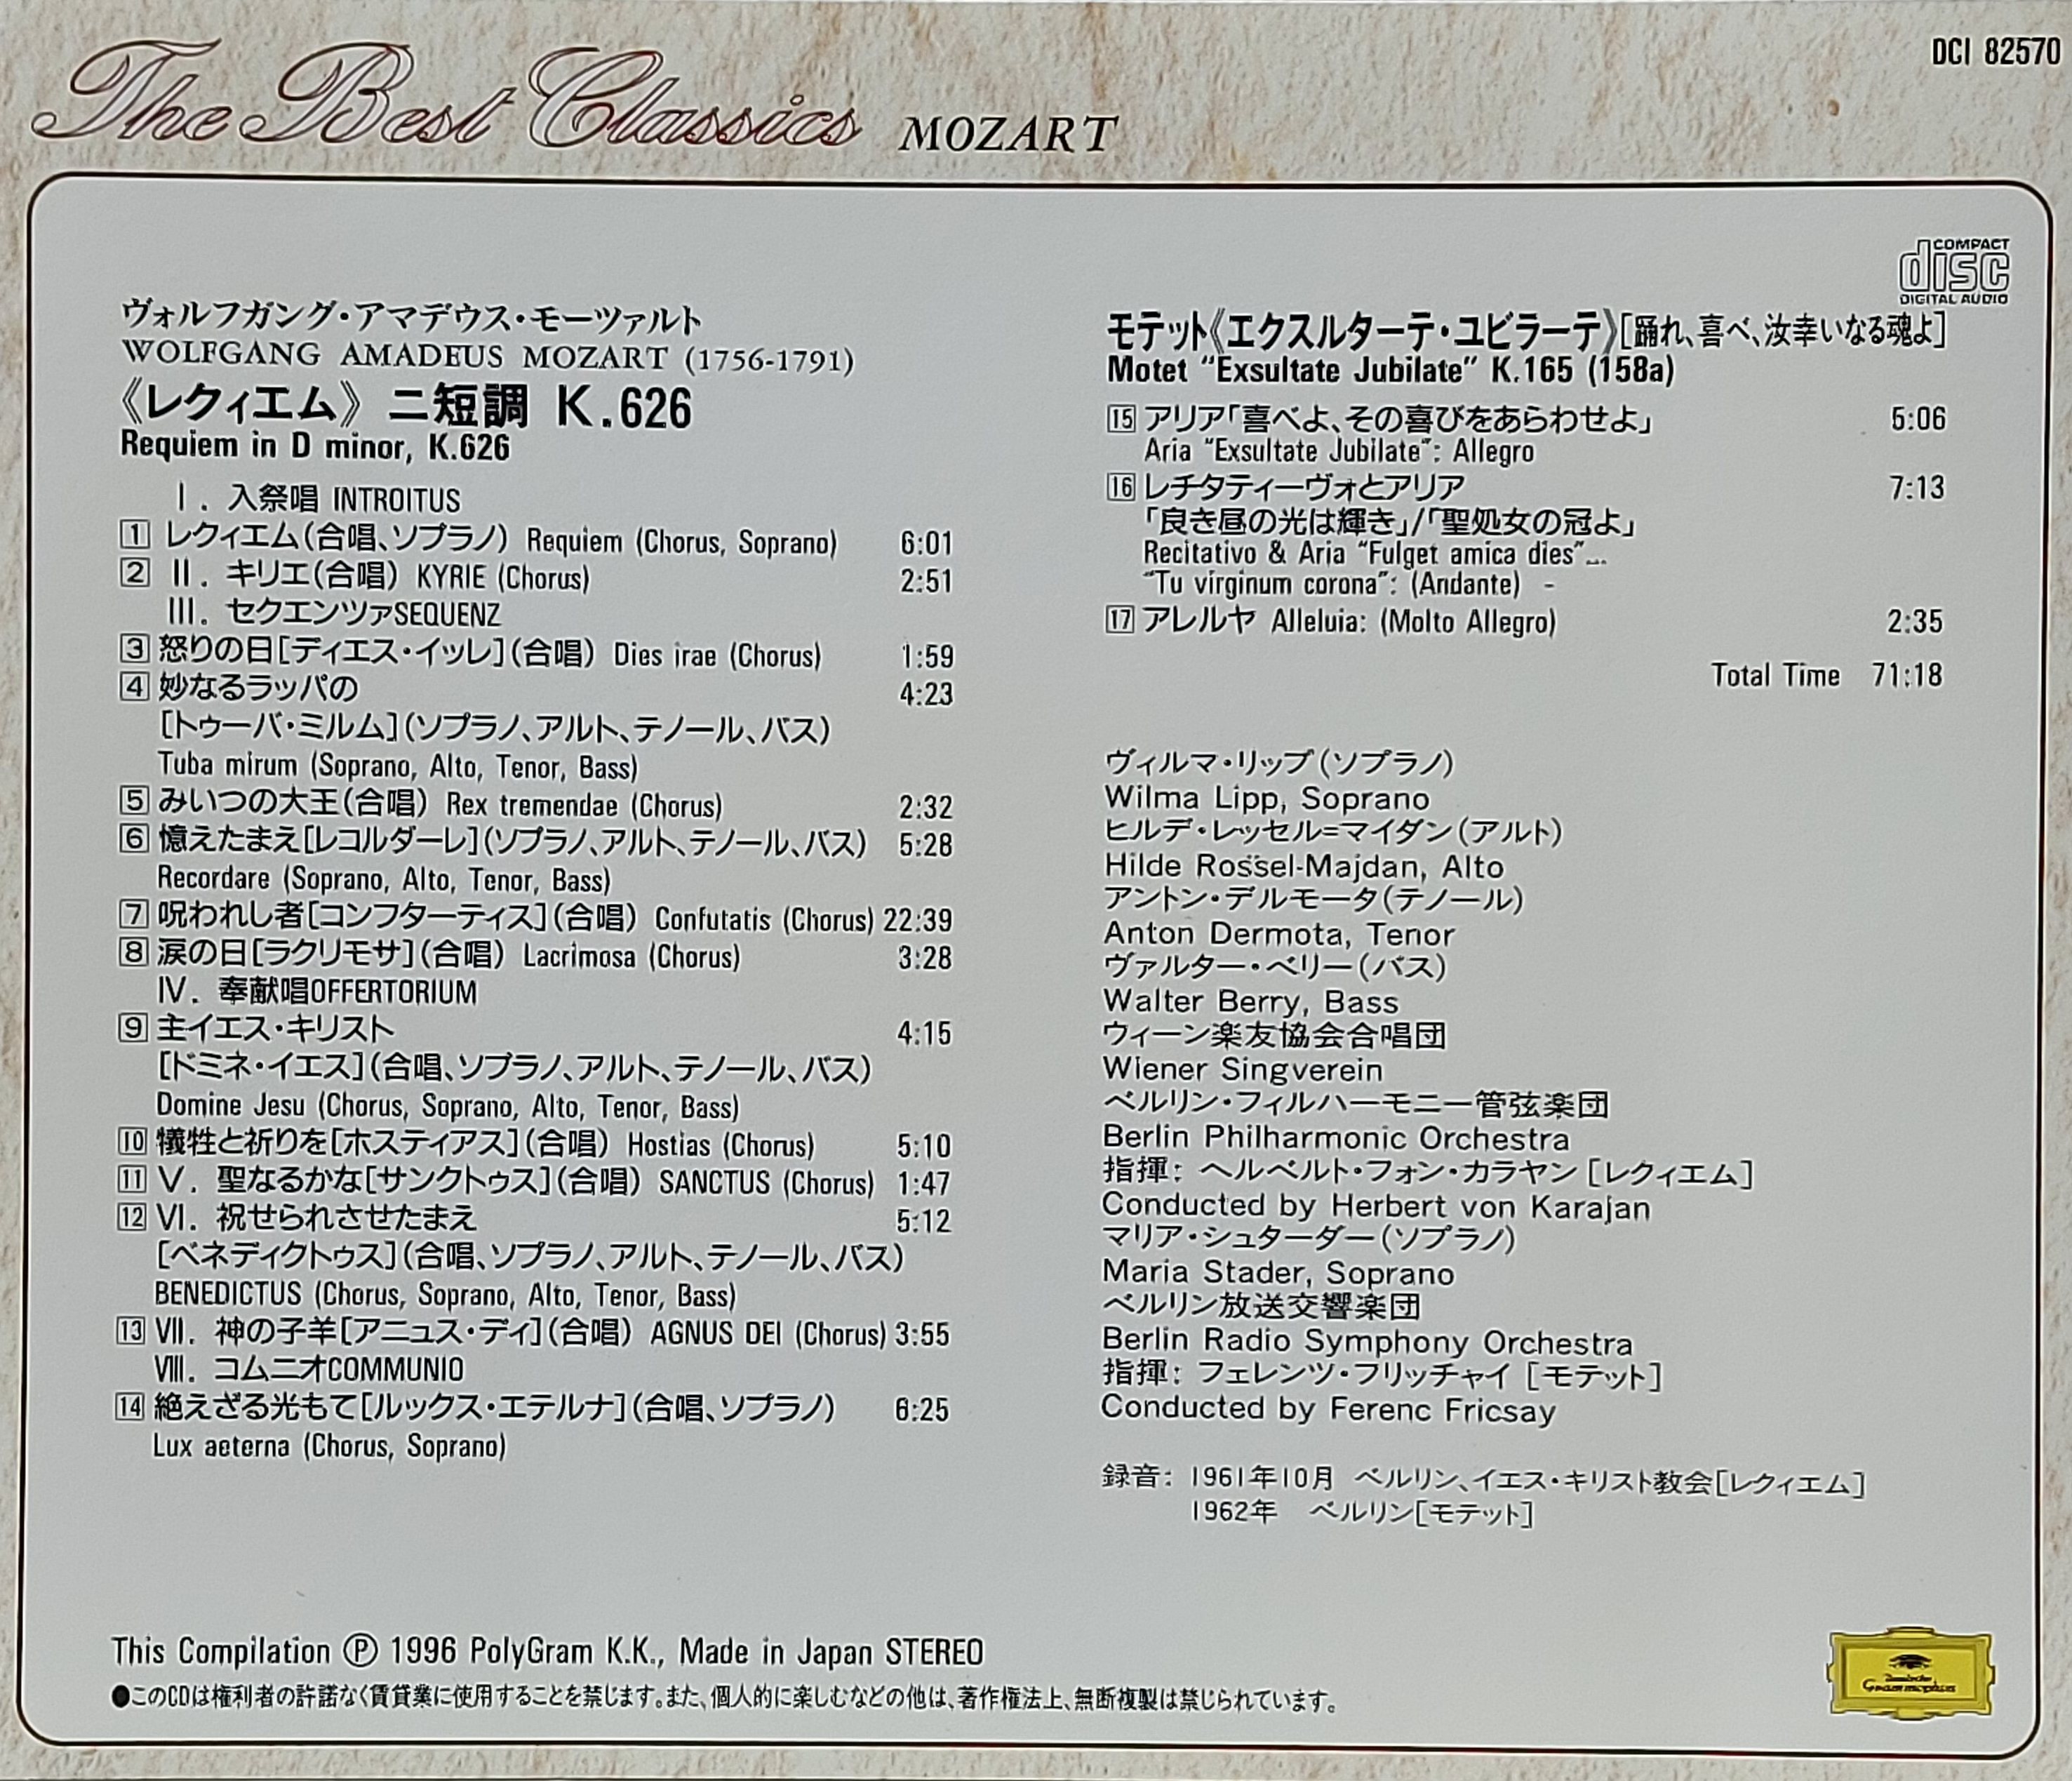 DCI 82570
The Best Classics MOZART
COMPACT
disc
DIGITAL AUDIO
ヴォルフガング・アマデウス・モーツァルト
WOLFGANG AMADEUS MOZART (1756-1791)
《レクィエム》 ニ短調 K.626
Requiem in D minor, K.626
I. 入祭唱 INTROITUS
1 レクィエム(合唱、ソプラノ) Requiem (Chorus, Soprano) 6:01
2 II. キリエ(合唱) KYRIE (Chorus) 2:51
III. セクエンツァSEQUENZ
3 怒りの日[ディエス・イッレ](合唱) Dies irae (Chorus) 1:59
4 妙なるラッパの 4:23
[トゥーバ・ミルム](ソプラノ、アルト、テノール、バス)
Tuba mirum (Soprano, Alto, Tenor, Bass)
5 みいつの大王(合唱) Rex tremendae (Chorus) 2:32
6 憶えたまえ[レコルダーレ](ソプラノ、アルト、テノール、バス) 5:28
Recordare (Soprano, Alto, Tenor, Bass)
7 呪われし者[コンフターティス](合唱) Confutatis (Chorus) 22:39
8 涙の日[ラクリモサ](合唱) Lacrimosa (Chorus) 3:28
IV. 奉献唱OFFERTORIUM
9 主イエス・キリスト 4:15
[ドミネ・イエス](合唱、ソプラノ、アルト、テノール、バス)
Domine Jesu (Chorus, Soprano, Alto, Tenor, Bass)
10 犠牲と祈りを[ホスティアス](合唱) Hostias (Chorus) 5:10
11 V. 聖なるかな[サンクトゥス](合唱) SANCTUS (Chorus) 1:47
12 VI. 祝せられさせたまえ 5:12
[ベネディクトゥス](合唱、ソプラノ、アルト、テノール、バス)
BENEDICTUS (Chorus, Soprano, Alto, Tenor, Bass)
13 VII. 神の子羊[アニュス・デイ](合唱) AGNUS DEI (Chorus) 3:55
VIII. コムニオCOMMUNIO
14 絶えざる光もて[ルックス・エテルナ](合唱、ソプラノ) 6:25
Lux aeterna (Chorus, Soprano)
モテット《エクスルターテ・ユビラーテ》[踊れ、喜べ、汝幸いなる魂よ]
Motet "Exsultate Jubilate" K.165 (158a)
15 アリア「喜べよ、その喜びをあらわせよ」 5:06
Aria "Exsultate Jubilate": Allegro
16 レチタティーヴォとアリア 7:13
「良き昼の光は輝き」/「聖処女の冠よ」
Recitativo & Aria "Fulget amica dies"...
"Tu virginum corona": (Andante) -
17 アレルヤ Alleluia: (Molto Allegro) 2:35
Total Time 71:18
ヴィルマ・リップ(ソプラノ)
Wilma Lipp, Soprano
ヒルデ・レッセル=マイダン(アルト)
Hilde Rossel-Majdan, Alto
アントン・デルモータ(テノール)
Anton Dermota, Tenor
ヴァルター・ベリー(バス)
Walter Berry, Bass
ウィーン楽友協会合唱団
Wiener Singverein
ベルリン・フィルハーモニー管弦楽団
Berlin Philharmonic Orchestra
指揮: ヘルベルト・フォン・カラヤン [レクィエム]
Conducted by Herbert von Karajan
マリア・シュターダー(ソプラノ)
Maria Stader, Soprano
ベルリン放送交響楽団
Berlin Radio Symphony Orchestra
指揮: フェレンツ・フリッチャイ [モテット]
Conducted by Ferenc Fricsay
録音: 1961年10月 ベルリン、イエス・キリスト教会[レクィエム]
1962年 ベルリン[モテット]
This Compilation Ⓟ 1996 PolyGram K.K., Made in Japan STEREO
●このCDは権利者の許諾なく賃貸業に使用することを禁じます。また、個人的に楽しむなどの他は、著作権法上、無断複製は禁じられています。
Deutsche
Grammophon